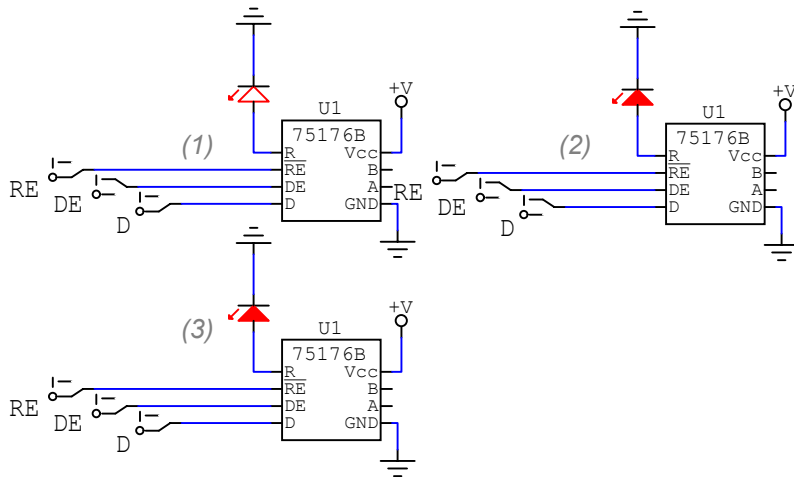 +V
U1
75176B
(1)
R
Vcc
RE
B
DE
A
D
GND
RE
DE
D
+V
U1
75176B
(2)
R
Vcc
RE
B
DE
A
D
GND
RE
DE
D
+V
U1
75176B
(3)
R
Vcc
RE
B
DE
A
D
GND
RE
DE
D